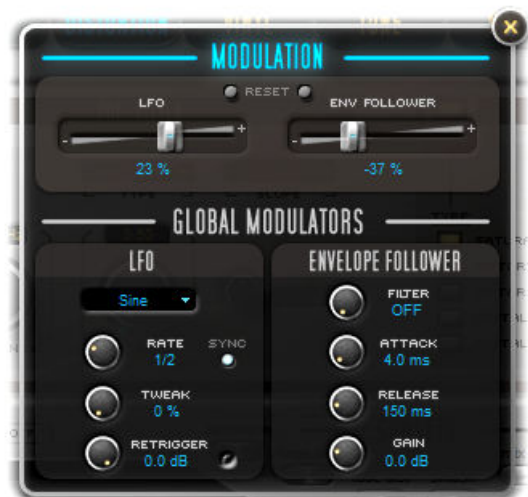 MODULATION
RESET
LFO ENV FOLLOWER
- + - +
23 % -37 %
GLOBAL MODULATORS
LFO
Sine
RATE SYNC
1/2
TWEAK
0 %
RETRIGGER
0.0 dB
ENVELOPE FOLLOWER
FILTER
OFF
ATTACK
4.0 ms
RELEASE
150 ms
GAIN
0.0 dB